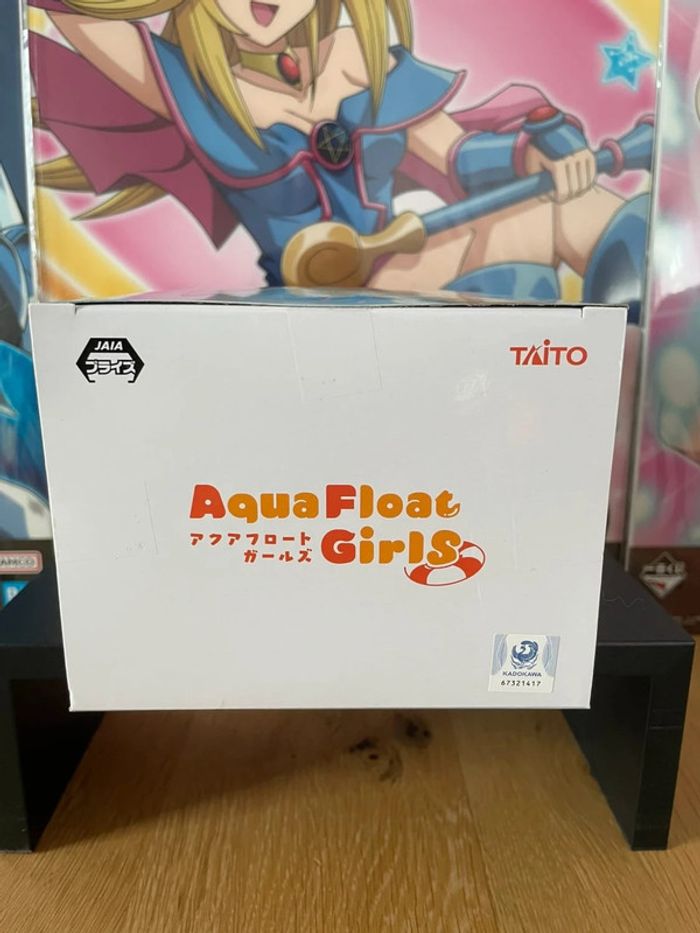 JAIA
プライズ
TAiTO
Aqua Float
アクアフロート
ガールズ
Girls
KADOKAWA
67321417